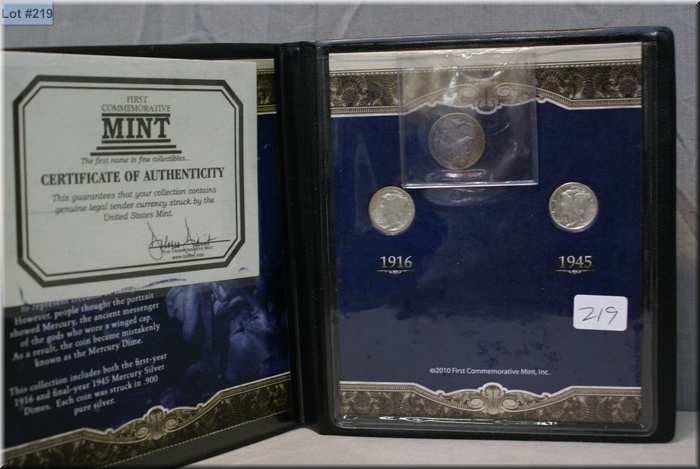 Lot #219
FIRST
COMMEMORATIVE
MINT
The first name in fine collectibles...
CERTIFICATE OF AUTHENTICITY
This guarantees that your collection contains
genuine legal tender currency struck by the
United States Mint.
However, people thought the portrait
showed Mercury, the ancient messenger
of the gods who wore a winged cap.
As a result, the coin became mistakenly
known as the Mercury Dime.
This collection includes both the first-year
1916 and final-year 1945 Mercury Silver
Dimes. Each coin was struck in .900
pure silver.
1916
1945
219
©2010 First Commemorative Mint, Inc.